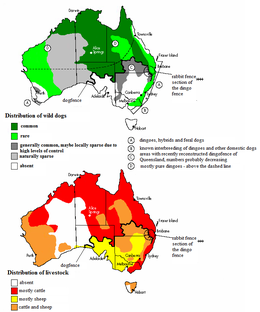 Darwin
Townsville
Alice
Springs
Fraser Island
Brisbane
rabbit fence
section of
the dingo
fence
Perth
Adelaide
Sydney
Canberra
Melbourne
dogfence
Hobart
Distribution of wild dogs
common
rare
generally common, maybe locally sparse due to
high levels of control
naturally sparse
absent
A dingoes, hybrids and feral dogs
B known interbreeding of dingoes and other domestic dogs
C areas with recently reconstructed dingofence of
Queensland, numbers probably decreasing
D mostly pure dingoes - above the dashed line
Darwin
Townsville
Alice
Springs
Fraser Island
Brisbane
rabbit fence
section of
the dingo
fence
Perth
Adelaide
Sydney
Canberra
Melbourne
dogfence
Hobart
Distribution of livestock
absent
mostly cattle
mostly sheep
cattle and sheep